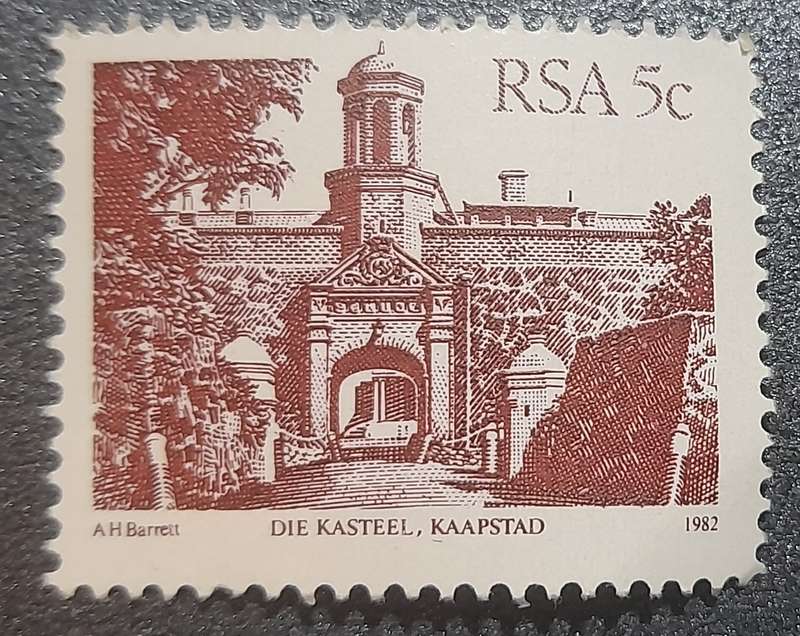 RSA 5c
A H Barrett
DIE KASTEEL, KAAPSTAD
1982